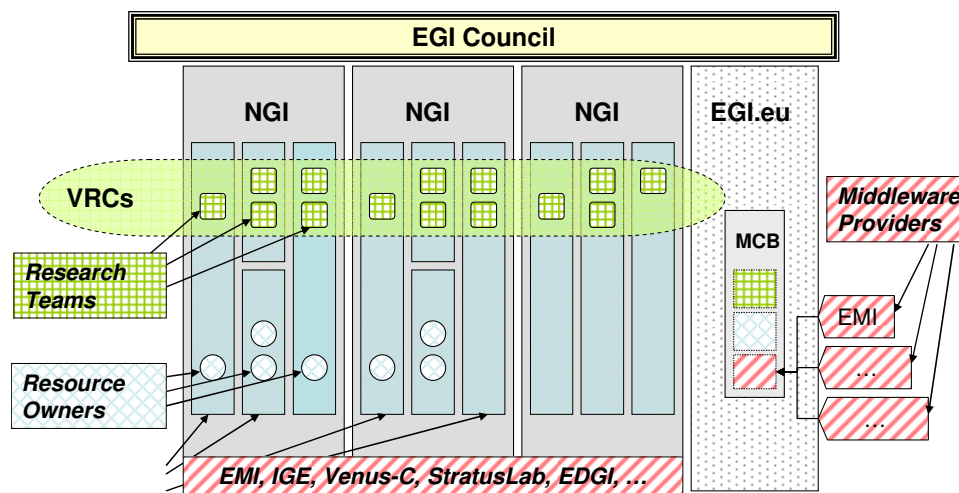 EGI Council
NGI
NGI
NGI
EGI.eu
VRCs
Middleware
Providers
MCB
Research
Teams
EMI
...
...
Resource
Owners
EMI, IGE, Venus-C, StratusLab, EDGI, ...